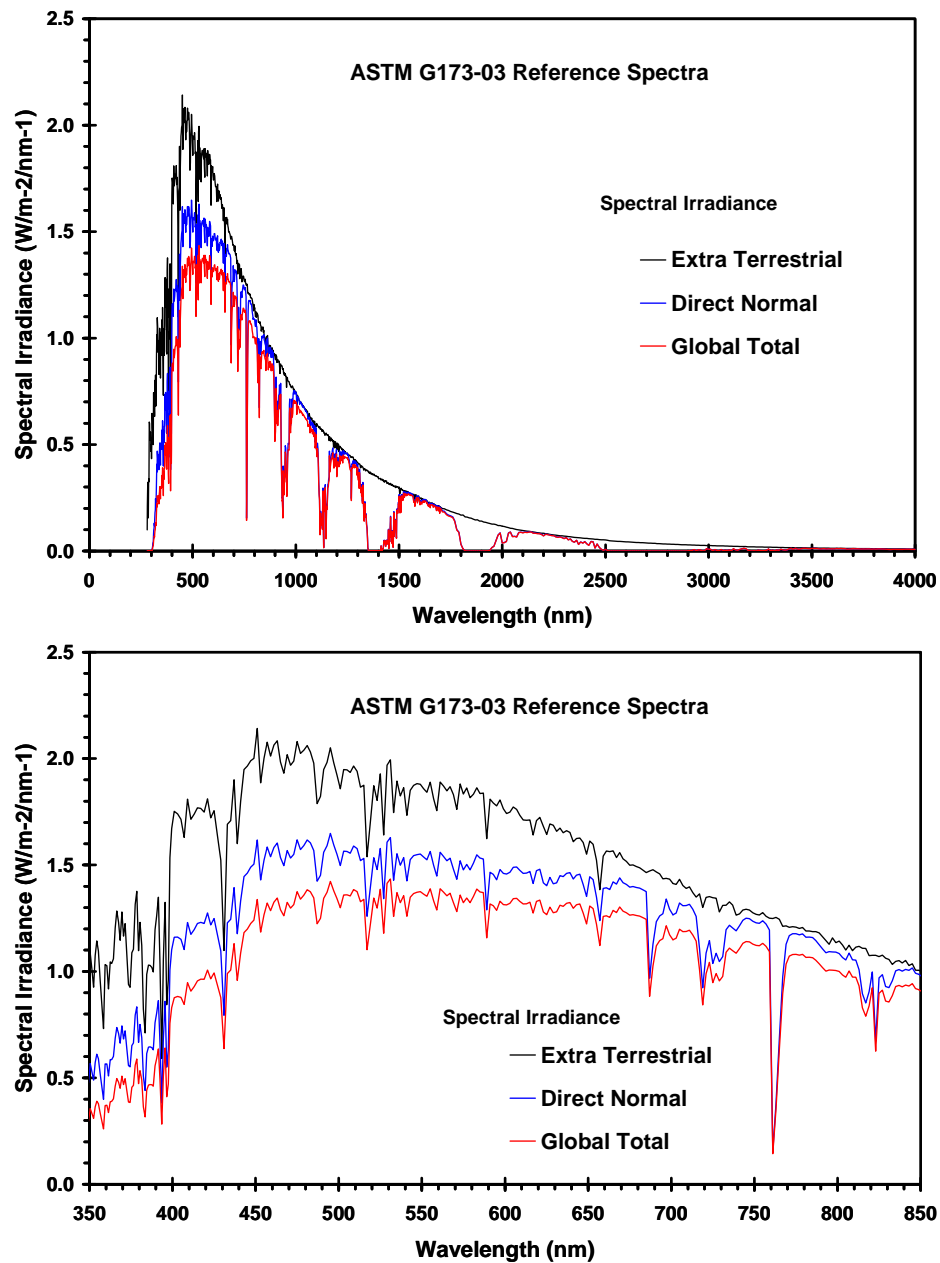 2.5
2.0
1.5
1.0
0.5
0.0
Spectral Irradiance (W/m-2/nm-1)
ASTM G173-03 Reference Spectra
Spectral Irradiance
Extra Terrestrial
Direct Normal
Global Total
0 500 1000 1500 2000 2500 3000 3500 4000
Wavelength (nm)
2.5
2.0
1.5
1.0
0.5
0.0
Spectral Irradiance (W/m-2/nm-1)
ASTM G173-03 Reference Spectra
Spectral Irradiance
Extra Terrestrial
Direct Normal
Global Total
350 400 450 500 550 600 650 700 750 800 850
Wavelength (nm)